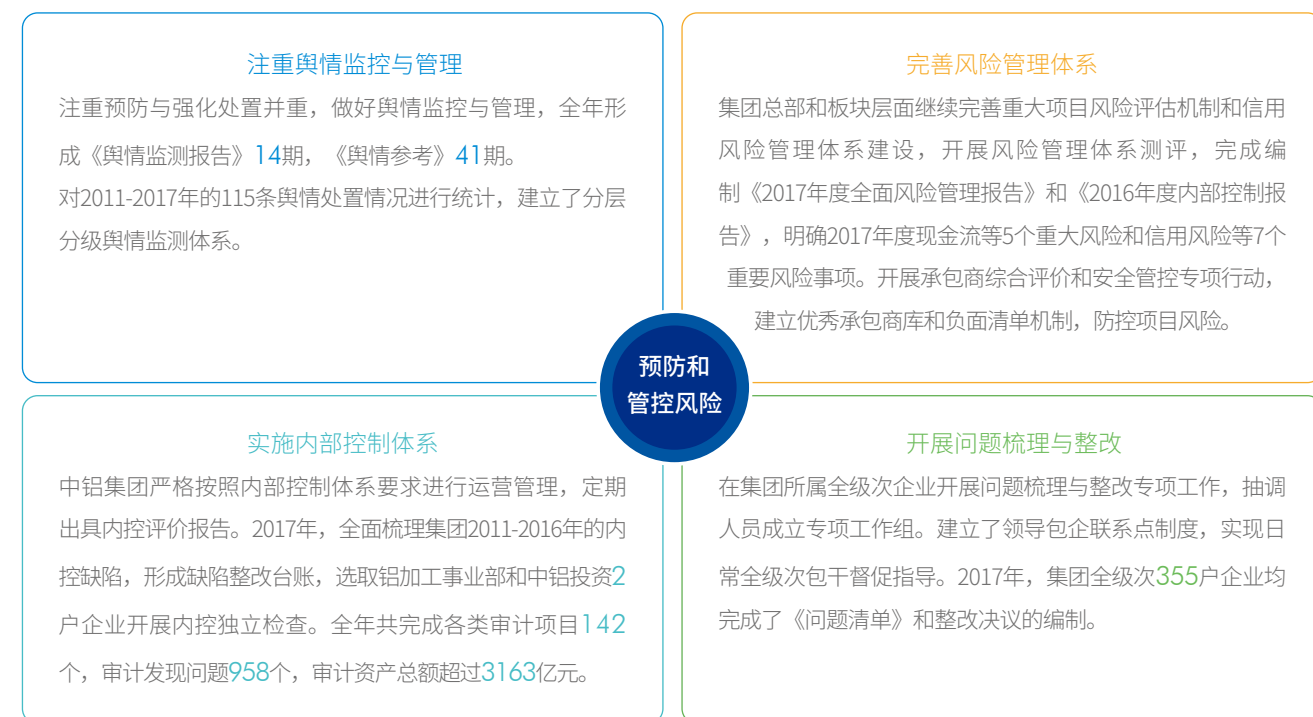 注重舆情监控与管理
注重预防与强化处置并重，做好舆情监控与管理，全年形
成《舆情监测报告》14期，《舆情参考》41期。
对2011-2017年的115条舆情处置情况进行统计，建立了分层
分级舆情监测体系。
完善风险管理体系
集团总部和板块层面继续完善重大项目风险评估机制和信用
风险管理体系建设，开展风险管理体系测评，完成编
制《2017年度全面风险管理报告》和《2016年度内部控制报
告》，明确2017年度现金流等5个重大风险和信用风险等7个
重要风险事项。开展承包商综合评价和安全管控专项行动，
建立优秀承包商库和负面清单机制，防控项目风险。
预防和
管控风险
实施内部控制体系
中铝集团严格按照内部控制体系要求进行运营管理，定期
出具内控评价报告。2017年，全面梳理集团2011-2016年的内
控缺陷，形成缺陷整改台账，选取铝加工事业部和中铝投资2
户企业开展内控独立检查。全年共完成各类审计项目142
个，审计发现问题958个，审计资产总额超过3163亿元。
开展问题梳理与整改
在集团所属全级次企业开展问题梳理与整改专项工作，抽调
人员成立专项工作组。建立了领导包企联系点制度，实现日
常全级次包干督促指导。2017年，集团全级次355户企业均
完成了《问题清单》和整改决议的编制。